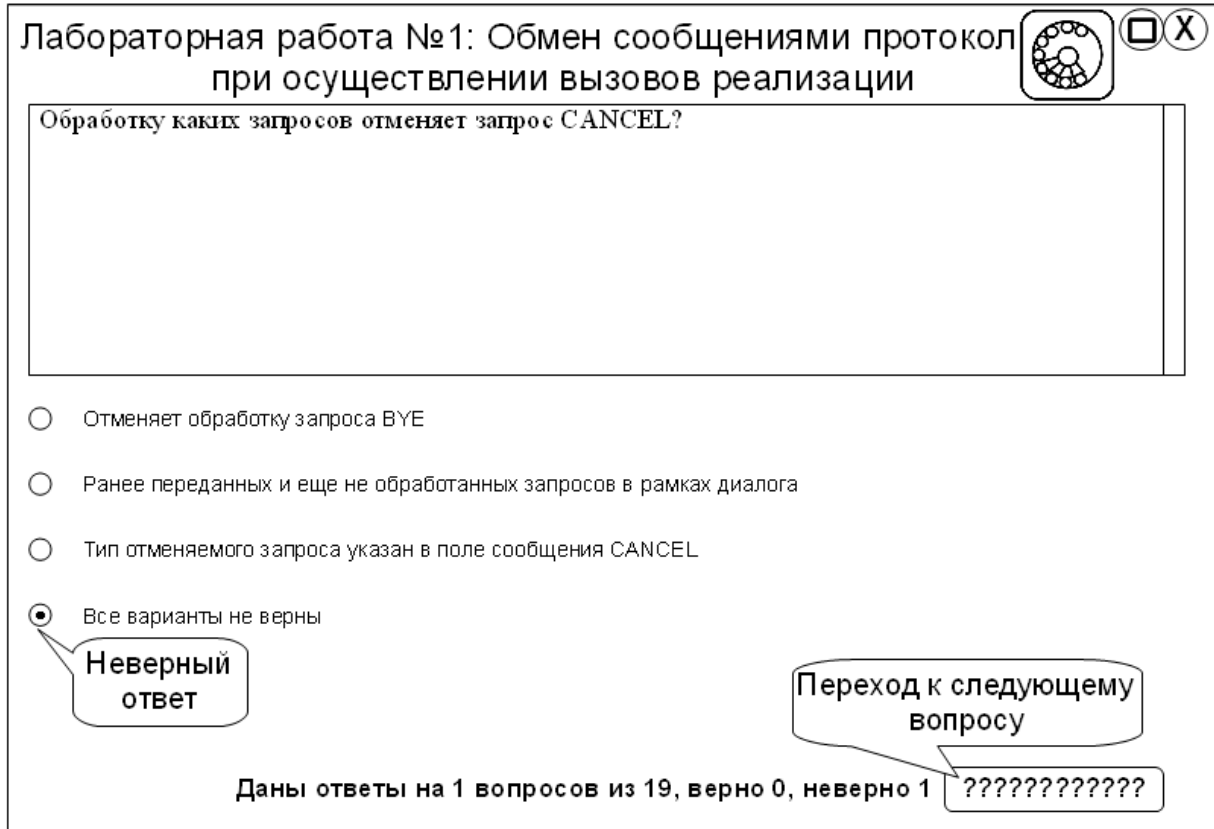 Лабораторная работа №1: Обмен сообщениями протокол
при осуществлении вызовов реализации
X
Обработку каких запросов отменяет запрос CANCEL?
Отменяет обработку запроса BYE
Ранее переданных и еще не обработанных запросов в рамках диалога
Тип отменяемого запроса указан в поле сообщения CANCEL
Все варианты не верны
Неверный
ответ
Переход к следующему
вопросу
Даны ответы на 1 вопросов из 19, верно 0, неверно 1
????????????